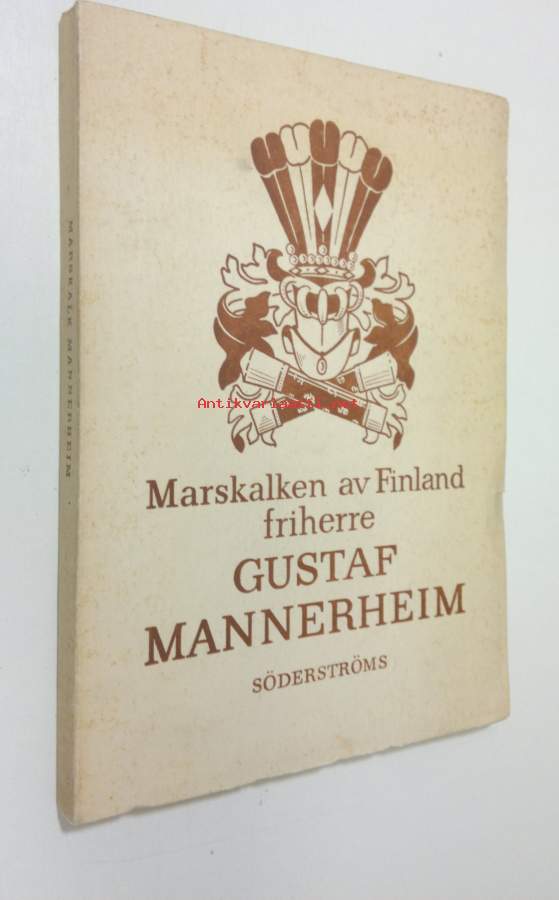 MARSKALK MANNERHEIM
Antikvariaatti.net
Marskalken av Finland
friherre
GUSTAF
MANNERHEIM
SÖDERSTRÖMS